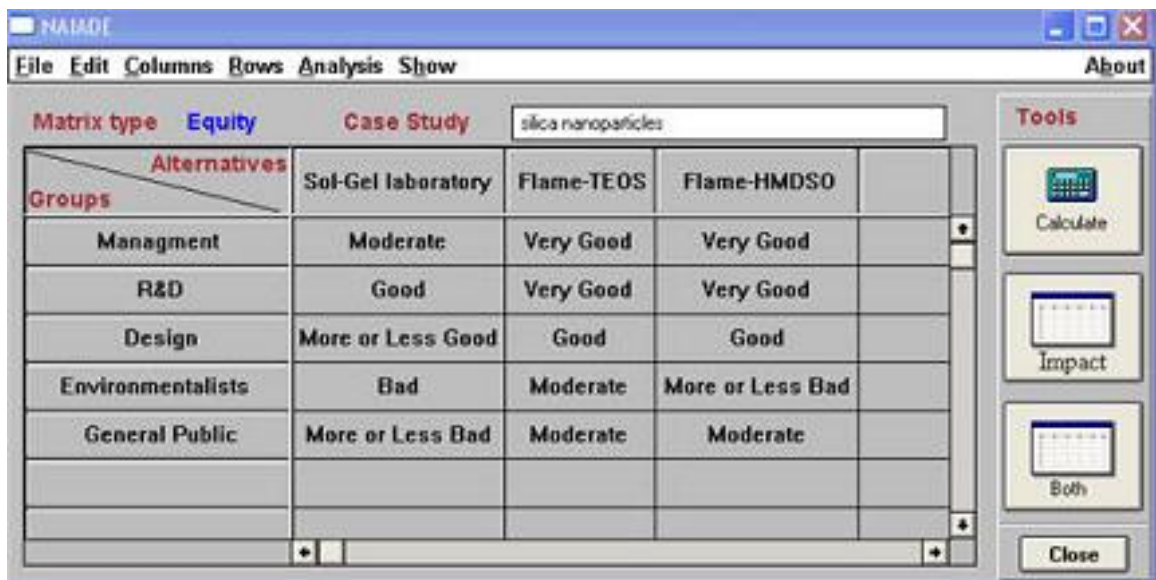 NAIADE
File Edit Columns Rows Analysis Show About
Matrix type Equity Case Study silica nanoparticles Tools
Alternatives
Groups
Sol-Gel laboratory Flame-TEOS Flame-HMDSO
Managment Moderate Very Good Very Good
R&D Good Very Good Very Good
Design More or Less Good Good Good
Environmentalists Bad Moderate More or Less Bad
General Public More or Less Bad Moderate Moderate
Calculate
Impact
Both
Close